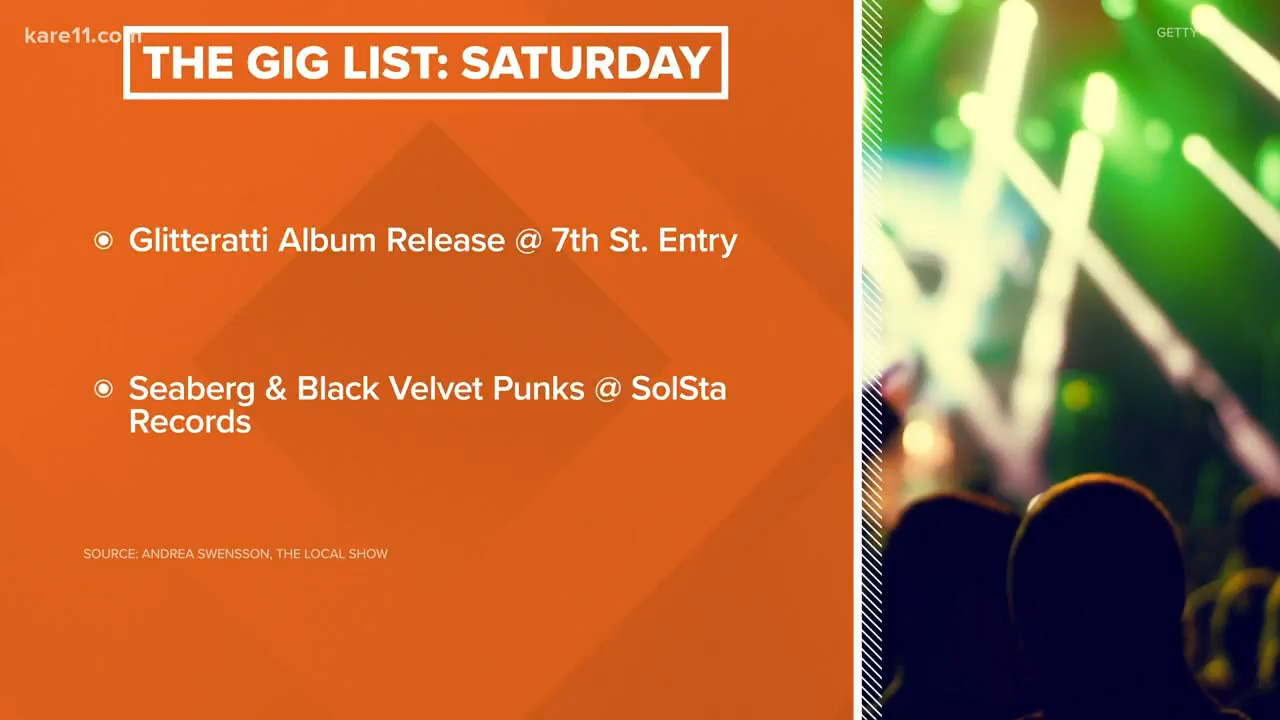 kare11.com
THE GIG LIST: SATURDAY
GETTY
Glitteratti Album Release @ 7th St. Entry
Seaberg & Black Velvet Punks @ SolSta
Records
SOURCE: ANDREA SWENSSON, THE LOCAL SHOW